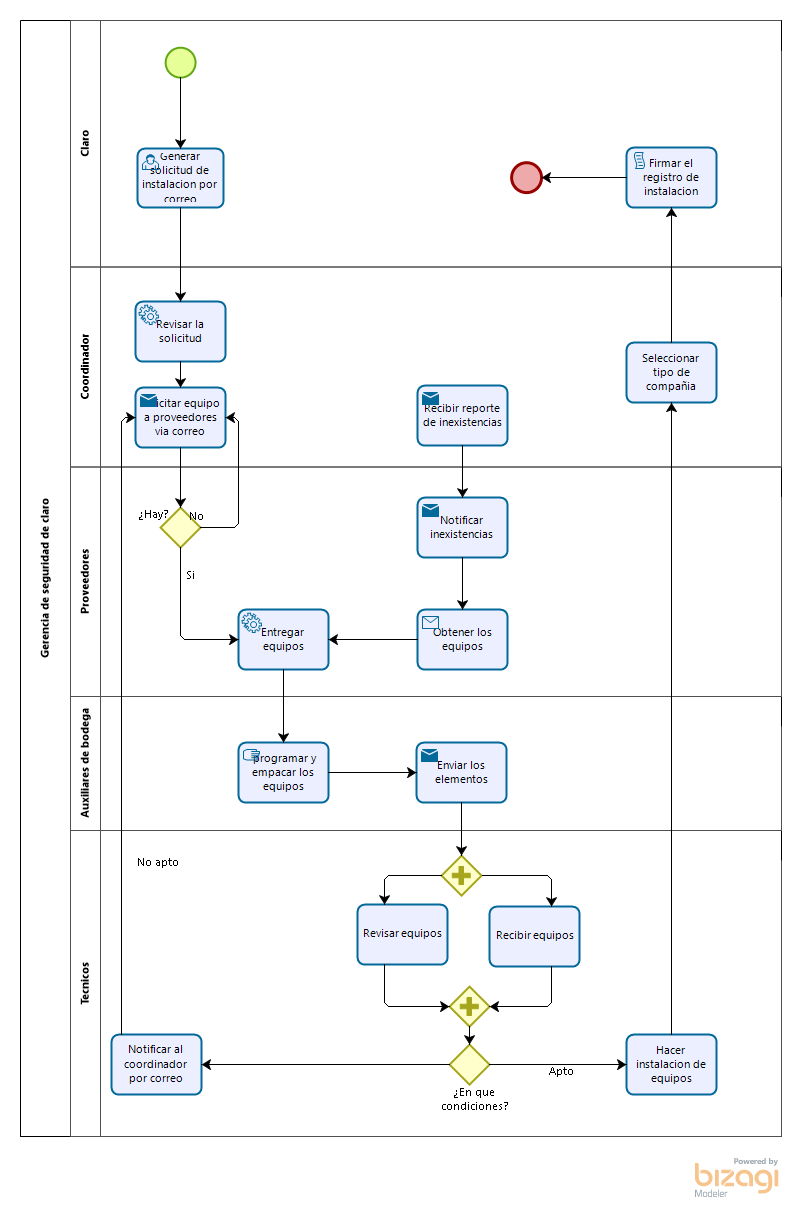 Gerencia de seguridad de claro
Claro
Generar
solicitud de
instalacion por
correo
Firmar el
registro de
instalacion
Coordinador
Revisar la
solicitud
citar equipo
a proveedores
via correo
Recibir reporte
de inexistencias
Seleccionar
tipo de
compañia
Proveedores
¿Hay?
No
Si
Notificar
inexistencias
Entregar
equipos
Obtener los
equipos
Auxiliares de bodega
programar y
empacar los
equipos
Enviar los
elementos
Tecnicos
No apto
Revisar equipos
Recibir equipos
Notificar al
coordinador
por correo
¿En que
condiciones?
Apto
Hacer
instalacion de
equipos
Powered by
bizagi
Modeler